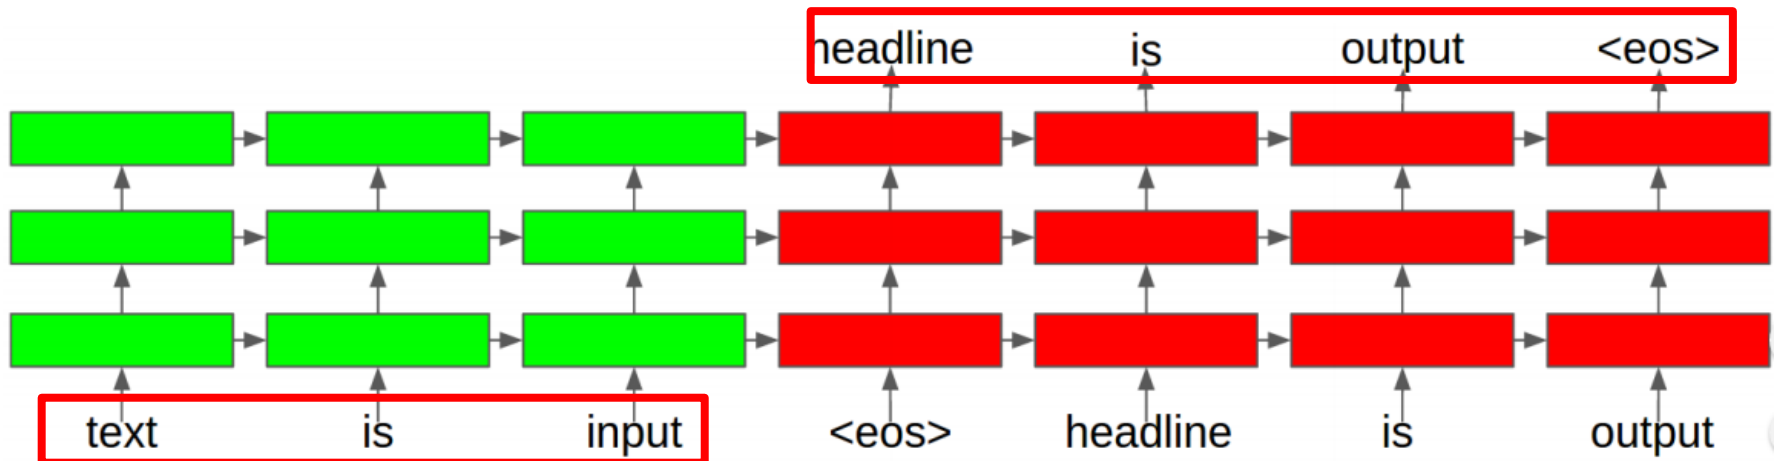 headline is output <eos>
text is input <eos> headline is output